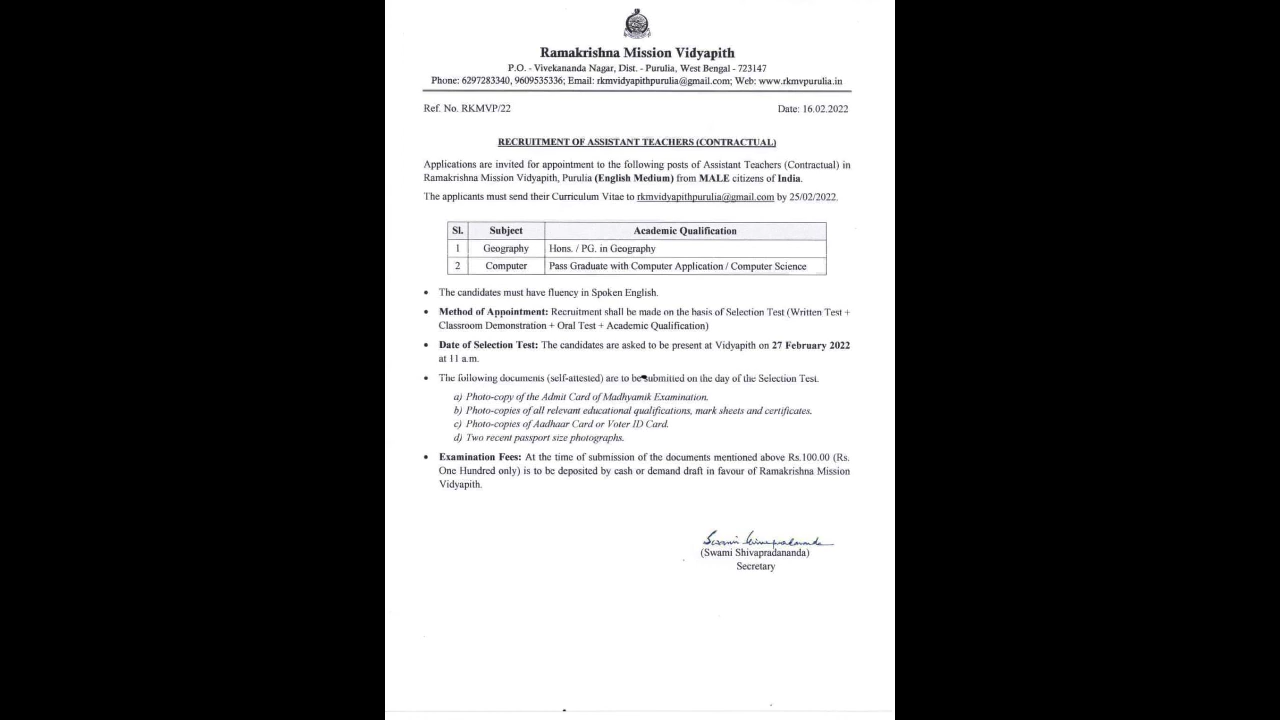 Ramakrishna Mission Vidyapith
P.O. - Vivekananda Nagar, Dist. - Purulia, West Bengal - 723147
Phone: 6297283340, 9609535336; Email: rkmvidyapithpurulia@gmail.com; Web: www.rkmvpurulia.in
Ref. No. RKMVP/22 Date: 16.02.2022
RECRUITMENT OF ASSISTANT TEACHERS (CONTRACTUAL)
Applications are invited for appointment to the following posts of Assistant Teachers (Contractual) in
Ramakrishna Mission Vidyapith, Purulia (English Medium) from MALE citizens of India.
The applicants must send their Curriculum Vitae to rkmvidyapithpurulia@gmail.com by 25/02/2022.
Sl. Subject Academic Qualification
1 Geography Hons. / PG. in Geography
2 Computer Pass Graduate with Computer Application / Computer Science
• The candidates must have fluency in Spoken English.
• Method of Appointment: Recruitment shall be made on the basis of Selection Test (Written Test +
Classroom Demonstration + Oral Test + Academic Qualification)
• Date of Selection Test: The candidates are asked to be present at Vidyapith on 27 February 2022
at 11 a.m.
• The following documents (self-attested) are to be submitted on the day of the Selection Test.
a) Photo-copy of the Admit Card of Madhyamik Examination.
b) Photo-copies of all relevant educational qualifications, mark sheets and certificates.
c) Photo-copies of Aadhaar Card or Voter ID Card.
d) Two recent passport size photographs.
• Examination Fees: At the time of submission of the documents mentioned above Rs.100.00 (Rs.
One Hundred only) is to be deposited by cash or demand draft in favour of Ramakrishna Mission
Vidyapith.
Swami Shivapradananda
(Swami Shivapradananda)
Secretary